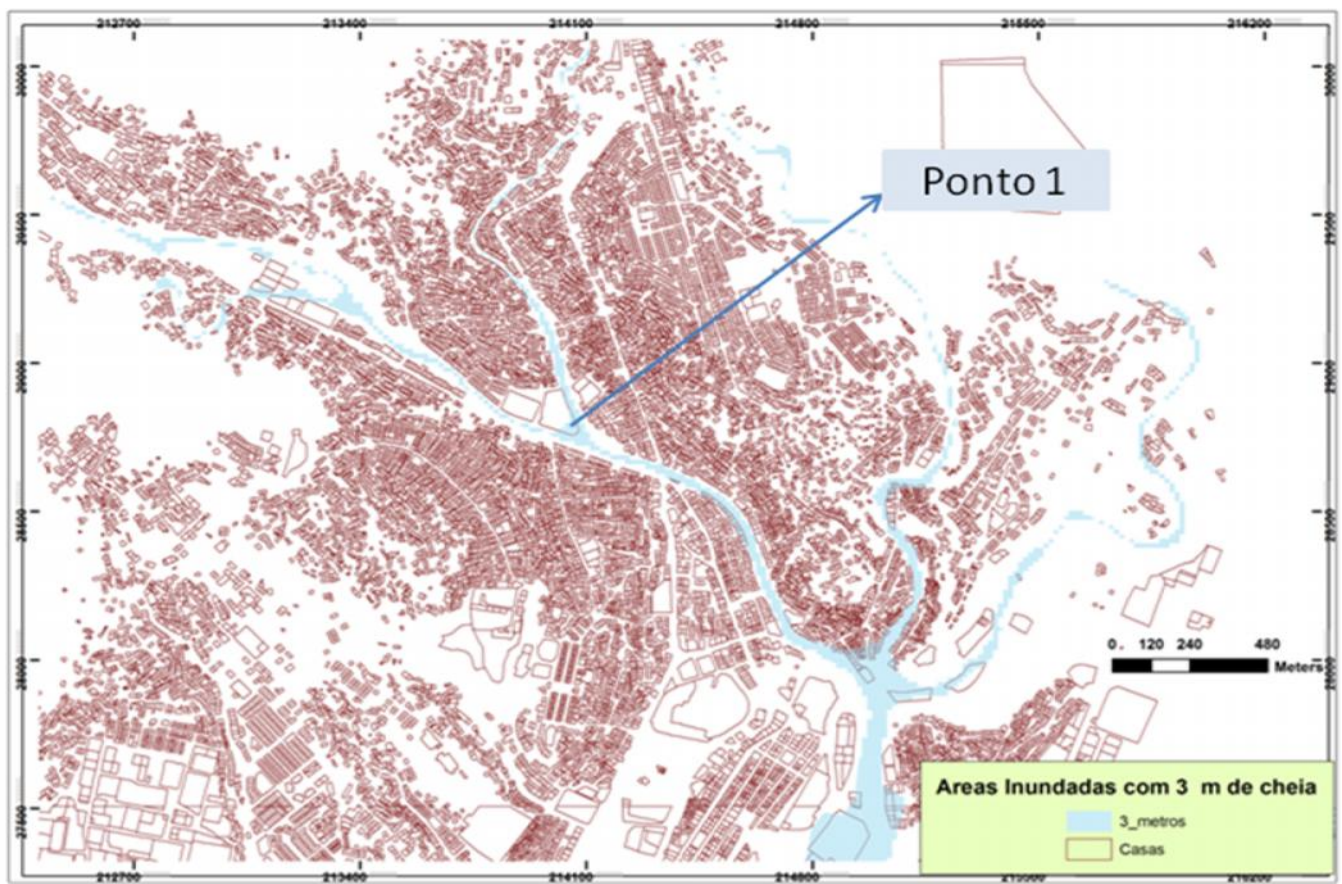 212700 213400 214100 214800 215500 216200
Ponto 1
0. 120 240 480
Meters
Areas Inundadas com 3 m de cheia
3_metros
Casas
212700 213400 214100 214800